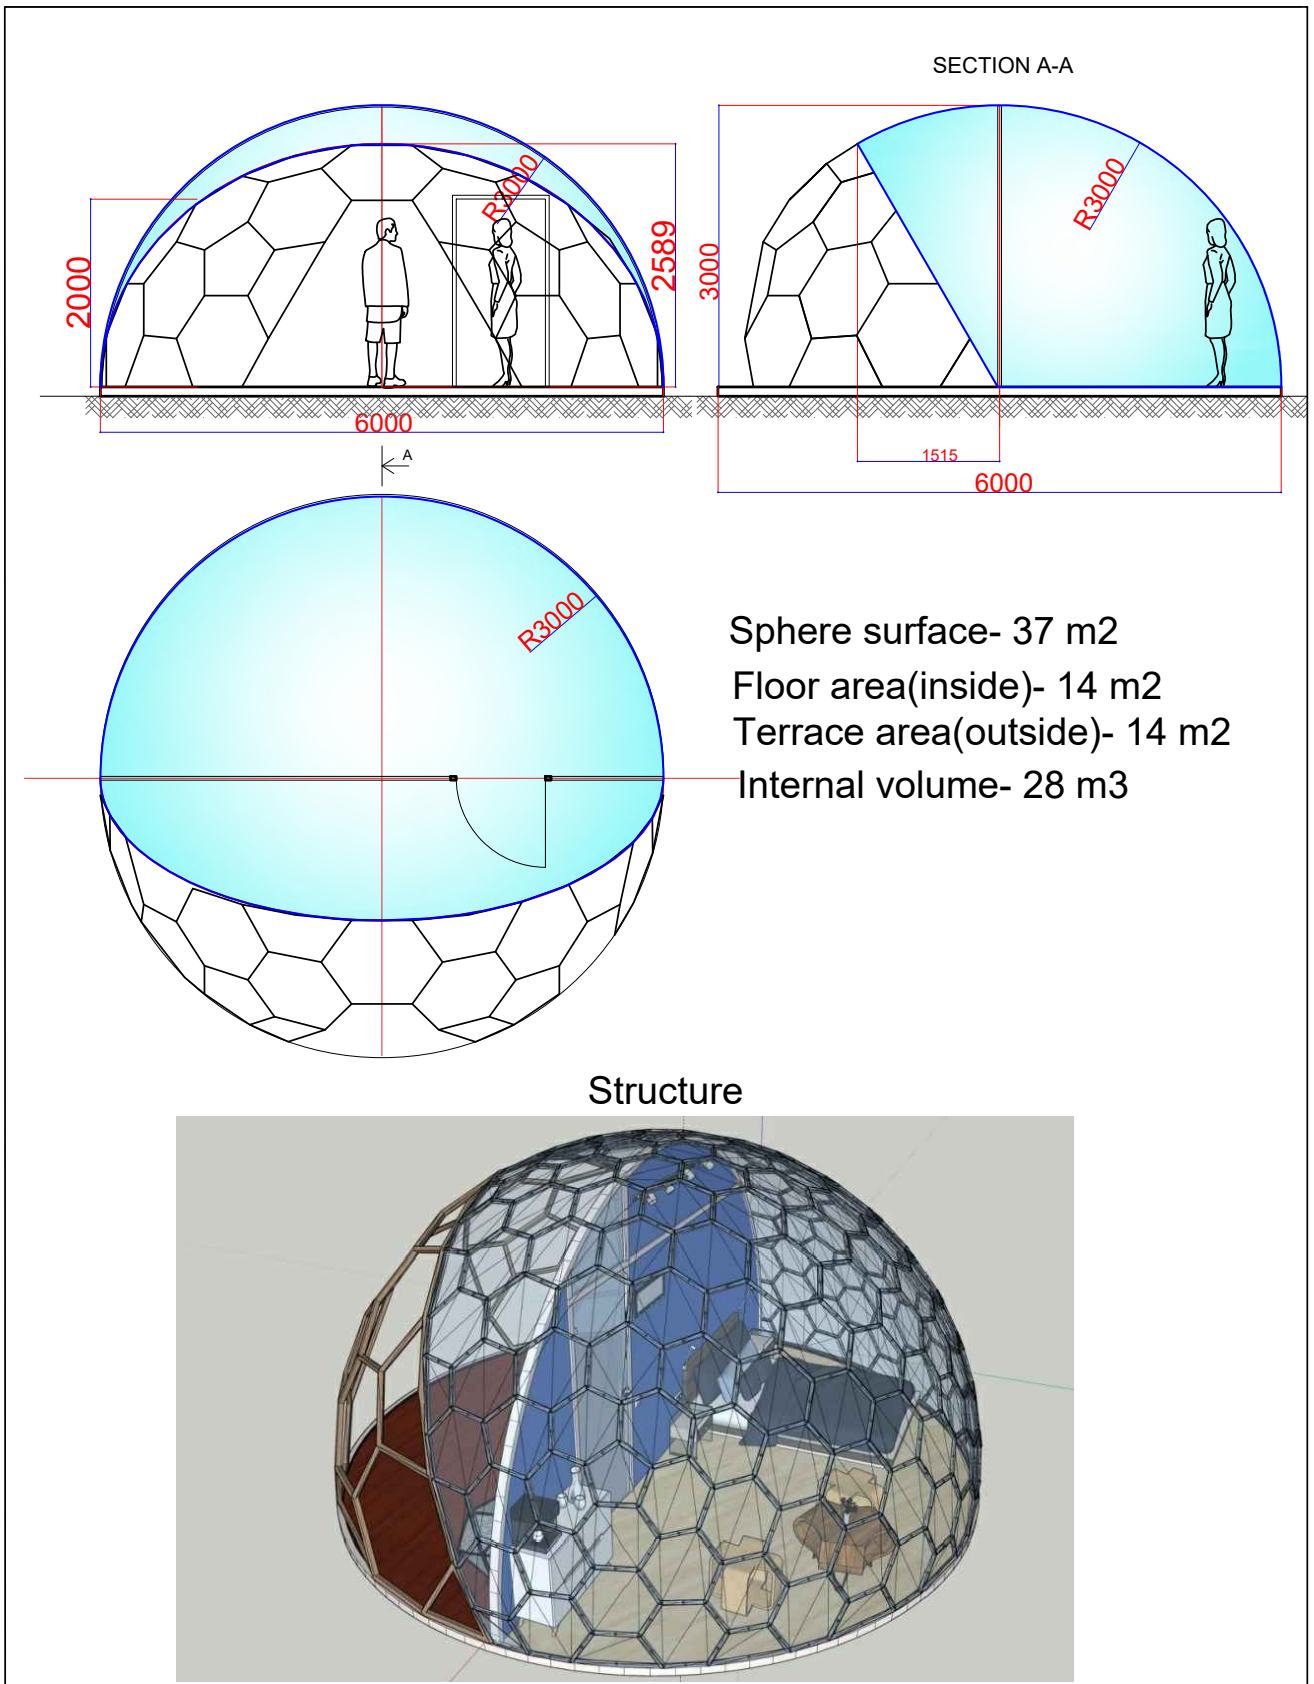 SECTION A-A
R3000
2000
2589
6000
A
R3000
3000
1515
6000
R3000
Sphere surface- 37 m2
Floor area(inside)- 14 m2
Terrace area(outside)- 14 m2
Internal volume- 28 m3
Structure